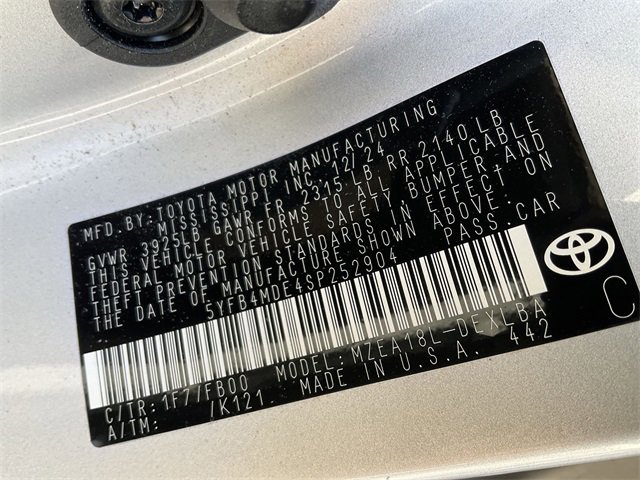 MFD. BY: TOYOTA MOTOR MANUFACTURING
MISSISSIPPI INC. 12/24
GVWR 3925LB GAWR FR 2315LB RR 2140LB
THIS VEHICLE CONFORMS TO ALL APPLICABLE
FEDERAL MOTOR VEHICLE SAFETY, BUMPER, AND
THEFT PREVENTION STANDARDS IN EFFECT ON
THE DATE OF MANUFACTURE SHOWN ABOVE.
5YFB4MDE4SP252904 PASS. CAR
C/TR: 1F7/FB00 MODEL: MZEA18L-DEXLBA
A/TM: /K121. MADE IN U.S.A. 442
C